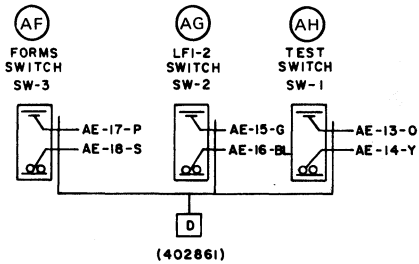 AF
AG
AH
FORMS
SWITCH
SW-3
LF1-2
SWITCH
SW-2
TEST
SWITCH
SW-1
AE-17-P
AE-18-S
AE-15-G
AE-16-BL
AE-13-O
AE-14-Y
D
(402861)